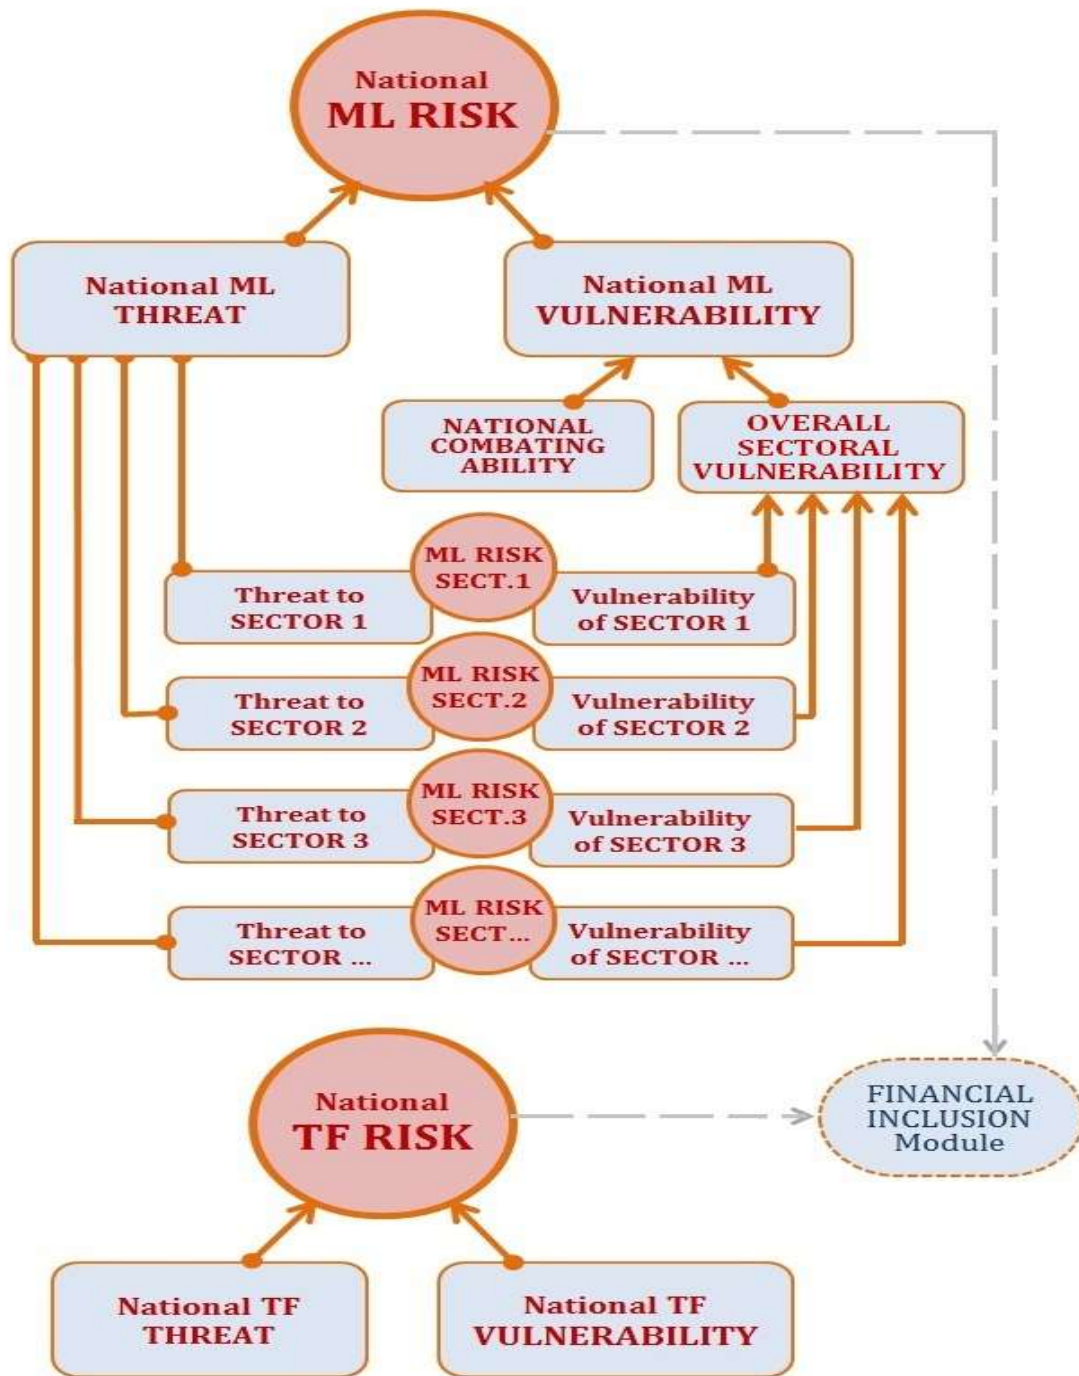 National
ML RISK
National ML
THREAT
National ML
VULNERABILITY
NATIONAL
COMBATING
ABILITY
OVERALL
SECTORAL
VULNERABILITY
Threat to
SECTOR 1
ML RISK
SECT.1
Vulnerability
of SECTOR 1
Threat to
SECTOR 2
ML RISK
SECT.2
Vulnerability
of SECTOR 2
Threat to
SECTOR 3
ML RISK
SECT.3
Vulnerability
of SECTOR 3
Threat to
SECTOR ...
ML RISK
SECT...
Vulnerability
of SECTOR ...
National
TF RISK
FINANCIAL
INCLUSION
Module
National TF
THREAT
National TF
VULNERABILITY